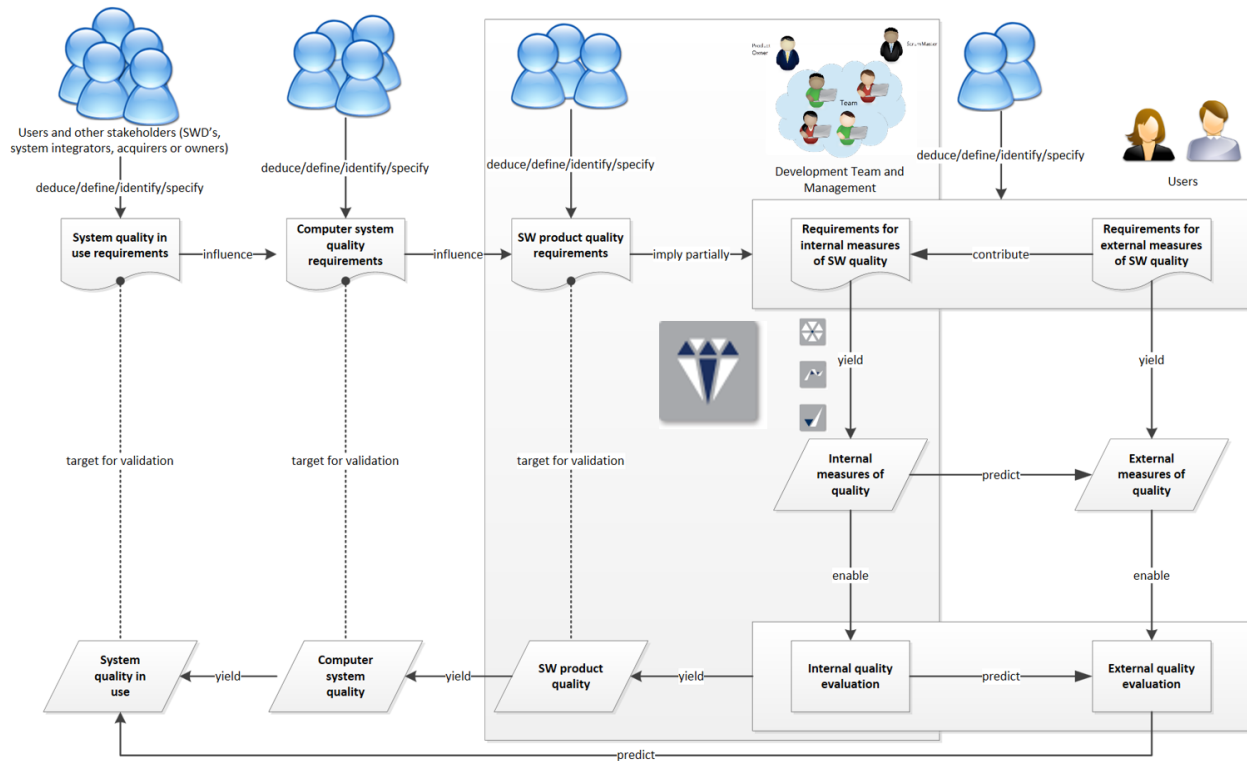 Product
Owner
ScrumMaster
Team
Users and other stakeholders (SWD's,
system integrators, acquirers or owners)
Development Team and
Management
Users
deduce/define/identify/specify
deduce/define/identify/specify
deduce/define/identify/specify
deduce/define/identify/specify
System quality in
use requirements
influence
Computer system
quality
requirements
influence
SW product quality
requirements
imply partially
Requirements for
internal measures
of SW quality
contribute
Requirements for
external measures
of SW quality
yield
yield
target for validation
target for validation
target for validation
Internal
measures of
quality
predict
External
measures of
quality
enable
enable
System
quality in
use
yield
Computer
system
quality
yield
SW product
quality
yield
Internal quality
evaluation
predict
External quality
evaluation
predict